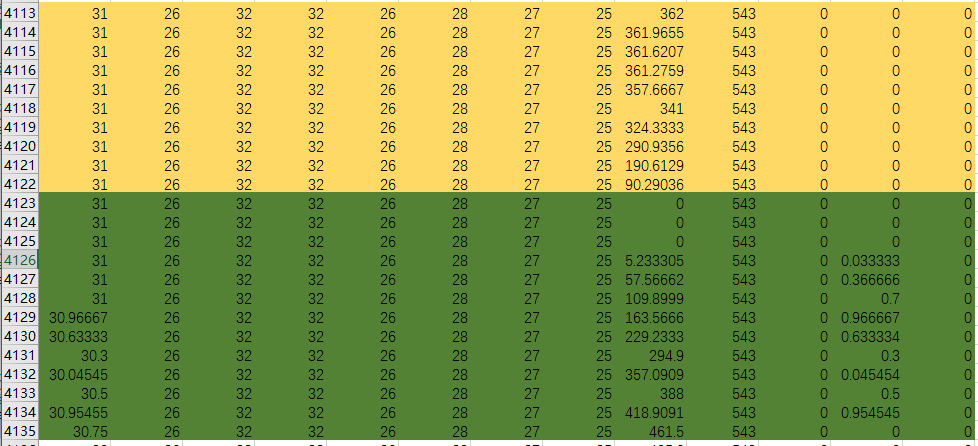 4113 31 26 32 32 26 28 27 25 362 543 0 0 0
4114 31 26 32 32 26 28 27 25 361.9655 543 0 0 0
4115 31 26 32 32 26 28 27 25 361.6207 543 0 0 0
4116 31 26 32 32 26 28 27 25 361.2759 543 0 0 0
4117 31 26 32 32 26 28 27 25 357.6667 543 0 0 0
4118 31 26 32 32 26 28 27 25 341 543 0 0 0
4119 31 26 32 32 26 28 27 25 324.3333 543 0 0 0
4120 31 26 32 32 26 28 27 25 290.9356 543 0 0 0
4121 31 26 32 32 26 28 27 25 190.6129 543 0 0 0
4122 31 26 32 32 26 28 27 25 90.29036 543 0 0 0
4123 31 26 32 32 26 28 27 25 0 543 0 0 0
4124 31 26 32 32 26 28 27 25 0 543 0 0 0
4125 31 26 32 32 26 28 27 25 0 543 0 0 0
4126 31 26 32 32 26 28 27 25 5.233305 543 0 0.033333 0
4127 31 26 32 32 26 28 27 25 57.56662 543 0 0.366666 0
4128 31 26 32 32 26 28 27 25 109.8999 543 0 0.7 0
4129 30.96667 26 32 32 26 28 27 25 163.5666 543 0 0.966667 0
4130 30.63333 26 32 32 26 28 27 25 229.2333 543 0 0.633334 0
4131 30.3 26 32 32 26 28 27 25 294.9 543 0 0.3 0
4132 30.04545 26 32 32 26 28 27 25 357.0909 543 0 0.045454 0
4133 30.5 26 32 32 26 28 27 25 388 543 0 0.5 0
4134 30.95455 26 32 32 26 28 27 25 418.9091 543 0 0.954545 0
4135 30.75 26 32 32 26 28 27 25 461.5 543 0 0 0